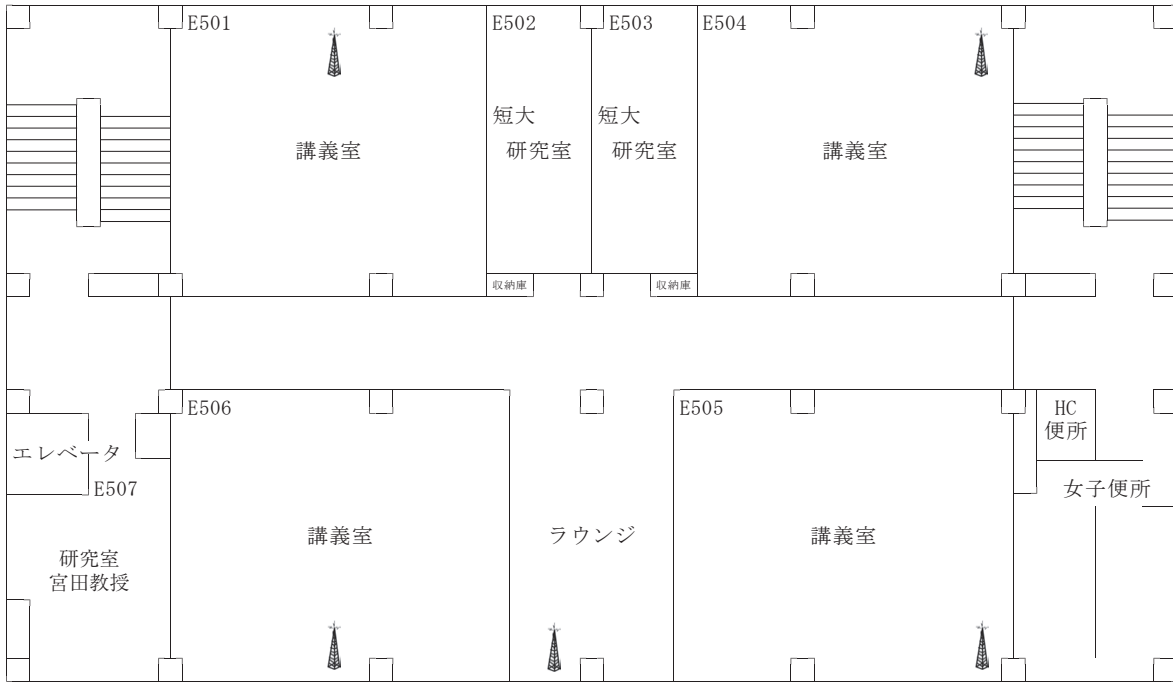 E501
講義室
E502
短大
研究室
E503
短大
研究室
E504
講義室
収納庫
収納庫
E506
講義室
E505
講義室
ラウンジ
エレベータ
E507
研究室
宮田教授
HC
便所
女子便所